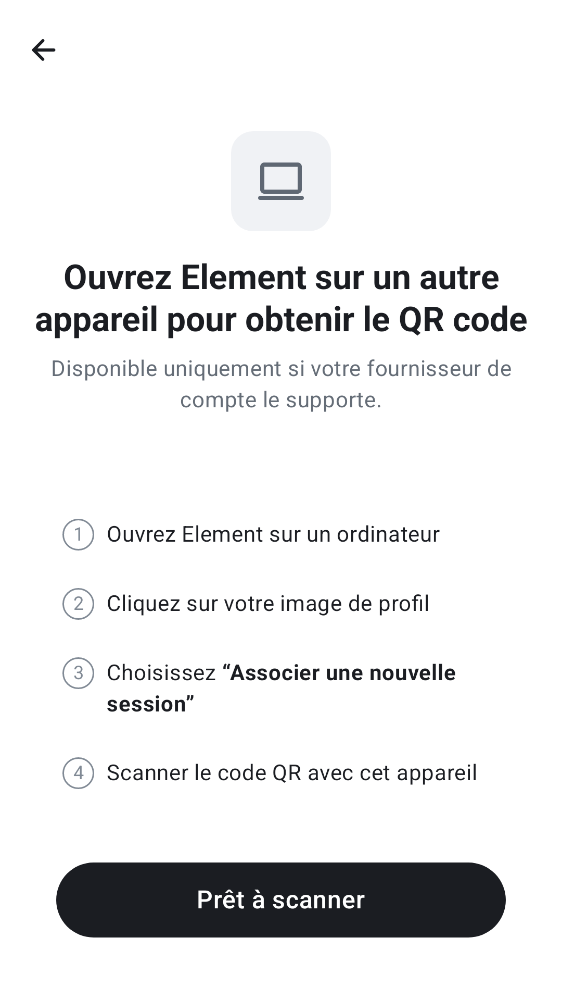 Ouvrez Element sur un autre
appareil pour obtenir le QR code
Disponible uniquement si votre fournisseur de
compte le supporte.
1 Ouvrez Element sur un ordinateur
2 Cliquez sur votre image de profil
3 Choisissez “Associer une nouvelle
session”
4 Scanner le code QR avec cet appareil
Prêt à scanner